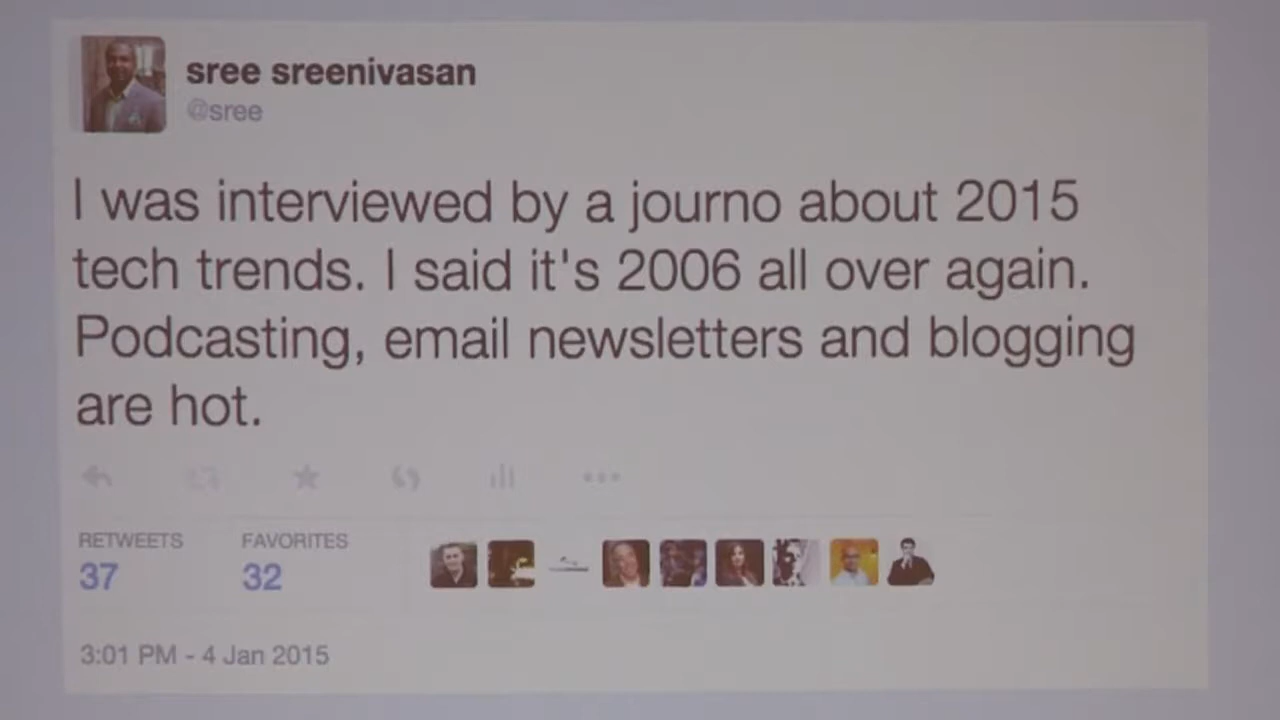 sree sreenivasan
@sree
I was interviewed by a journo about 2015
tech trends. I said it's 2006 all over again.
Podcasting, email newsletters and blogging
are hot.
RETWEETS FAVORITES
37 32
3:01 PM - 4 Jan 2015